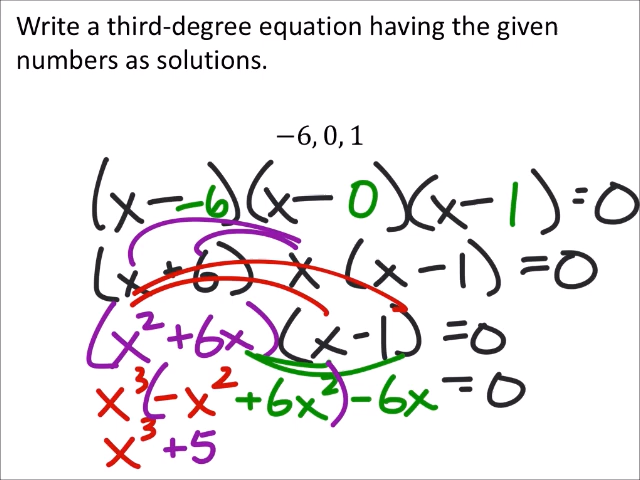 Write a third-degree equation having the given
numbers as solutions.
−6, 0, 1
(x − −6)(x − 0)(x − 1) = 0
(x + 6) x (x − 1) = 0
(x² + 6x)(x − 1) = 0
x³(−x² + 6x²) − 6x = 0
x³ + 5